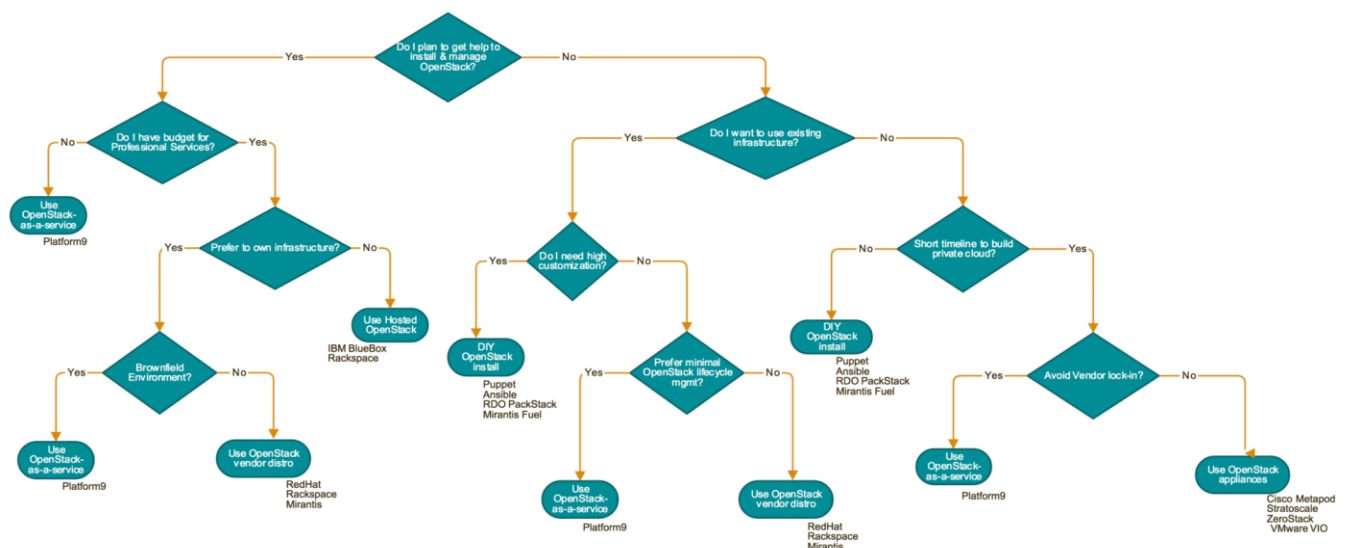 Do I plan to get help to
install & manage
OpenStack?
Yes
No
Do I have budget for
Professional Services?
No
Yes
Do I want to use existing
infrastructure?
Yes
No
Use
OpenStack-
as-a-service
Platform9
Prefer to own infrastructure?
Yes
No
Do I need high
customization?
Yes
No
Short timeline to build
private cloud?
No
Yes
Use Hosted
OpenStack
IBM BlueBox
Rackspace
DIY
OpenStack
install
Puppet
Ansible
RDO PackStack
Mirantis Fuel
DIY
OpenStack
install
Puppet
Ansible
RDO PackStack
Mirantis Fuel
Brownfield
Environment?
Yes
No
Prefer minimal
OpenStack lifecycle
mgmt?
Yes
No
Avoid Vendor lock-in?
Yes
No
Use
OpenStack-
as-a-service
Platform9
Use OpenStack
vendor distro
RedHat
Rackspace
Mirantis
Use
OpenStack-
as-a-service
Platform9
Use OpenStack
vendor distro
RedHat
Rackspace
Mirantis
Use
OpenStack-
as-a-service
Platform9
Use OpenStack
appliances
Cisco Metapod
Stratoscale
ZeroStack
VMware VIO